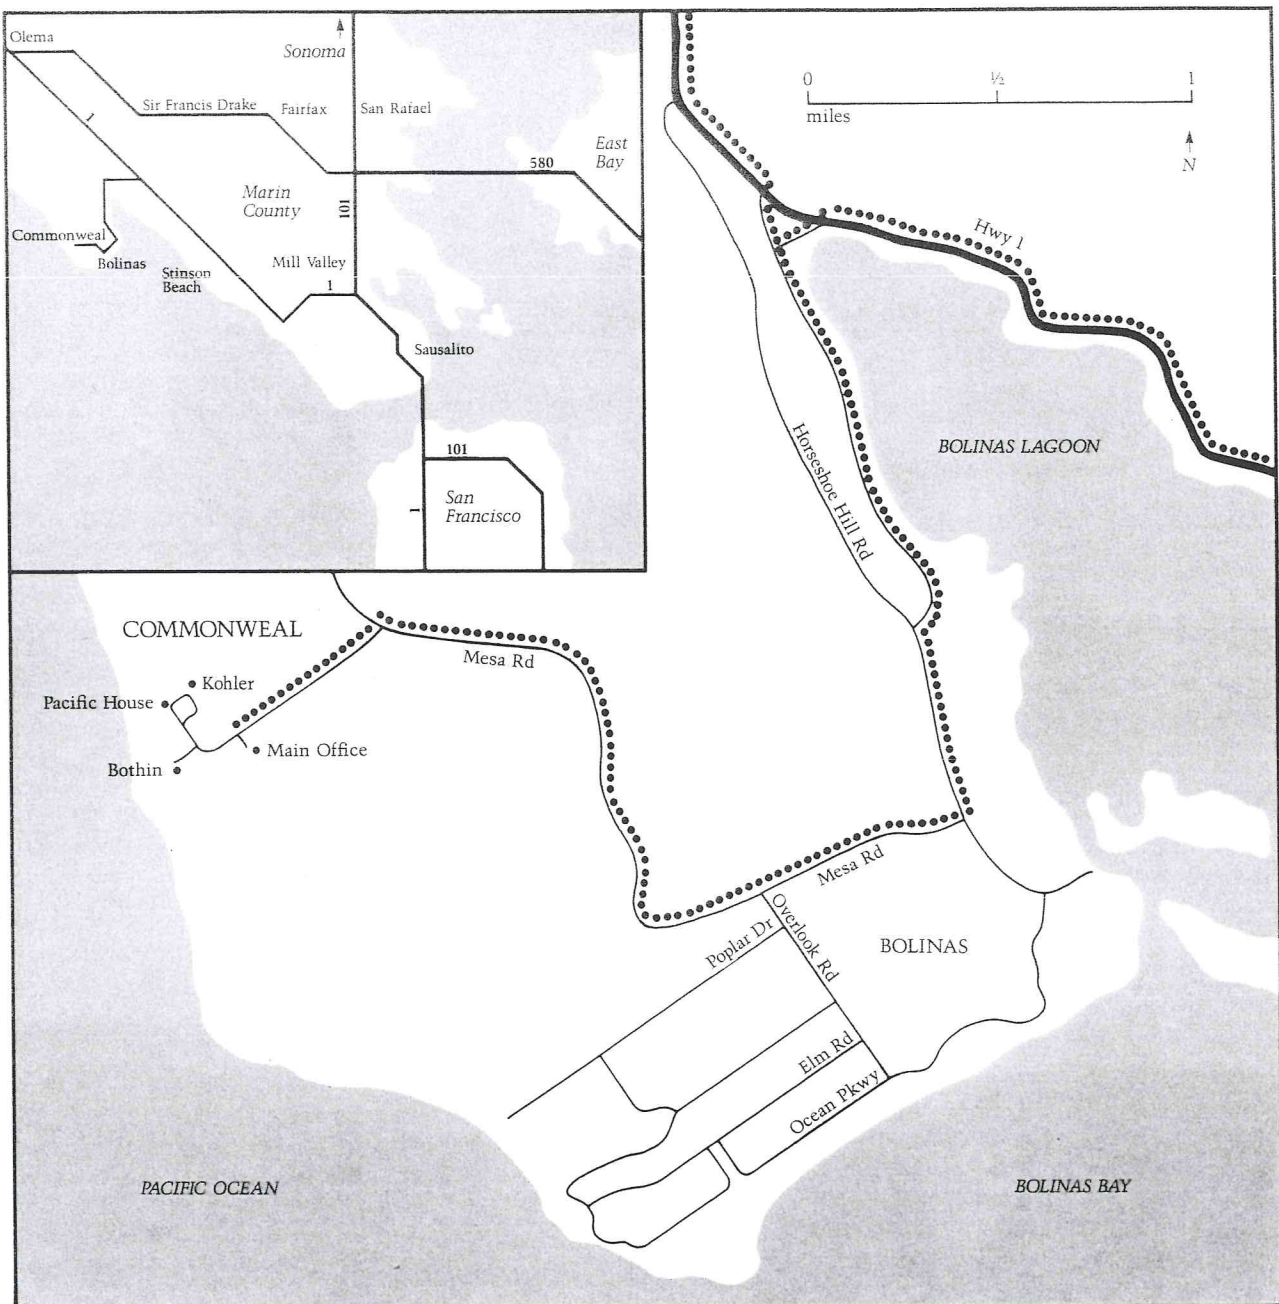 Olema
Sonoma
Sir Francis Drake
Fairfax
San Rafael
1
East
Bay
580
Marin
County
101
Commonweal
Bolinas
Mill Valley
Stinson
Beach
1
Sausalito
101
San
Francisco
1
0
½
1
miles
N
Hwy 1
BOLINAS LAGOON
Horseshoe Hill Rd
COMMONWEAL
Mesa Rd
Kohler
Pacific House
Main Office
Bothin
Mesa Rd
Overlook Rd
Poplar Dr
BOLINAS
Elm Rd
Ocean Pkwy
PACIFIC OCEAN
BOLINAS BAY